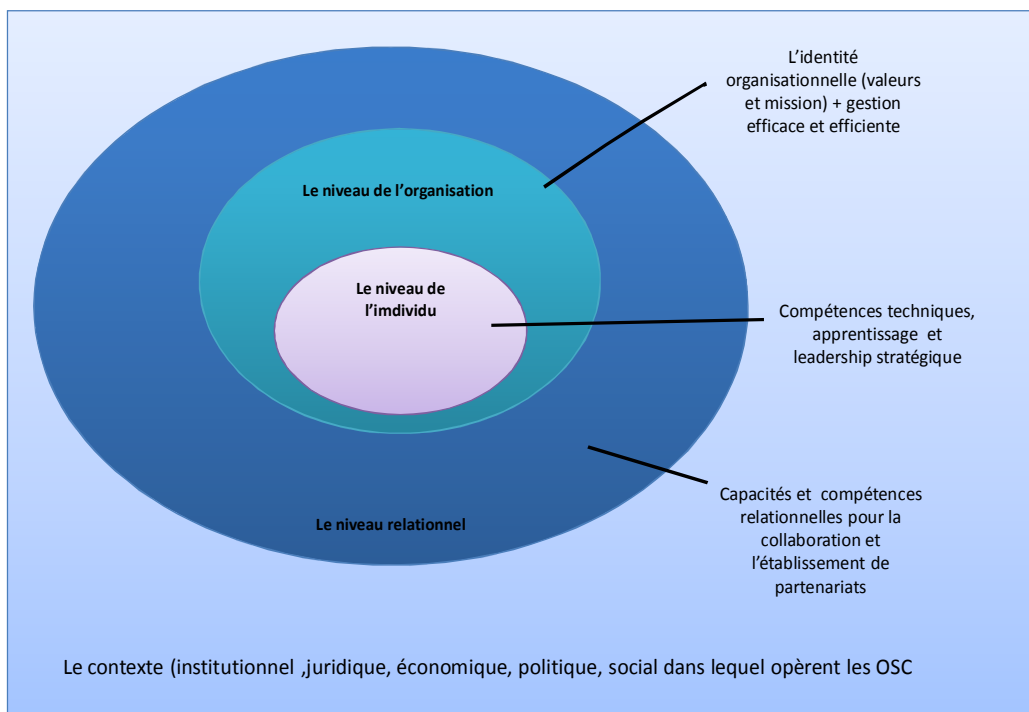 L'identité
organisationnelle (valeurs
et mission) + gestion
efficace et efficiente
Le niveau de l'organisation
Le niveau de
l'imdividu
Compétences techniques,
apprentissage et
leadership stratégique
Capacités et compétences
relationnelles pour la
collaboration et
l'établissement de
partenariats
Le niveau relationnel
Le contexte (institutionnel ,juridique, économique, politique, social dans lequel opèrent les OSC